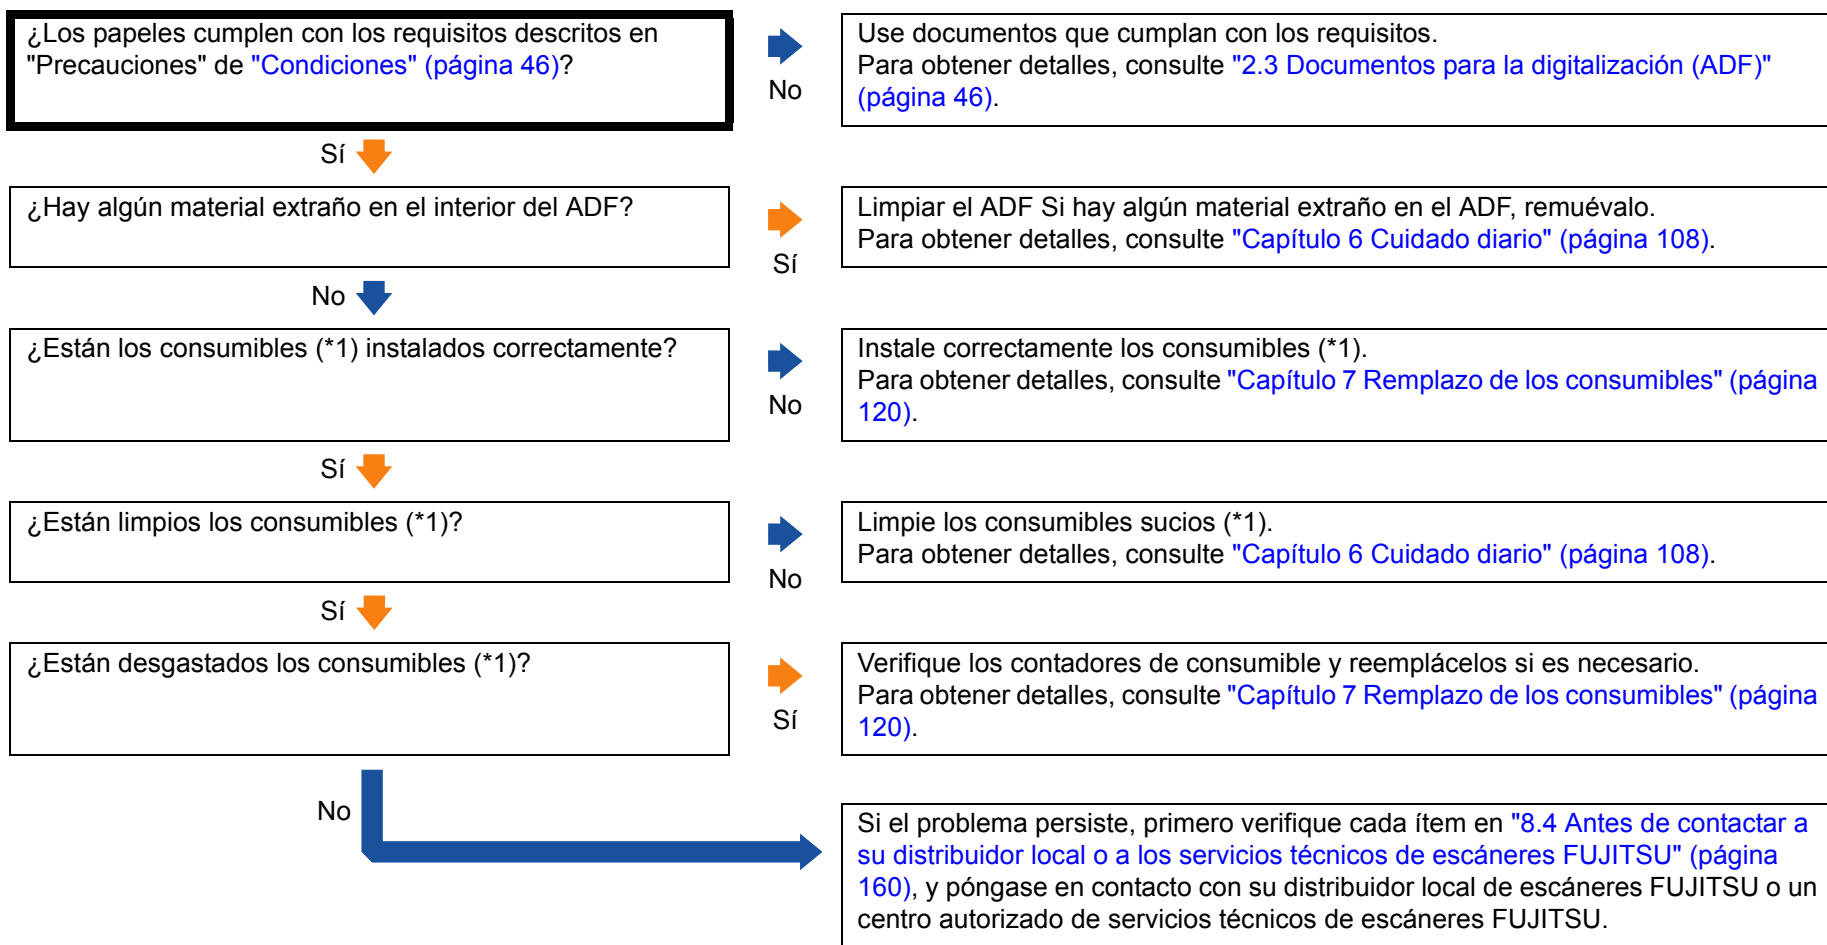 ¿Los papeles cumplen con los requisitos descritos en
"Precauciones" de "Condiciones" (página 46)?
No
Use documentos que cumplan con los requisitos.
Para obtener detalles, consulte "2.3 Documentos para la digitalización (ADF)"
(página 46).
Sí
¿Hay algún material extraño en el interior del ADF?
Sí
Limpiar el ADF Si hay algún material extraño en el ADF, remuévalo.
Para obtener detalles, consulte "Capítulo 6 Cuidado diario" (página 108).
No
¿Están los consumibles (*1) instalados correctamente?
No
Instale correctamente los consumibles (*1).
Para obtener detalles, consulte "Capítulo 7 Remplazo de los consumibles" (página
120).
Sí
¿Están limpios los consumibles (*1)?
No
Limpie los consumibles sucios (*1).
Para obtener detalles, consulte "Capítulo 6 Cuidado diario" (página 108).
Sí
¿Están desgastados los consumibles (*1)?
Sí
Verifique los contadores de consumible y reemplácelos si es necesario.
Para obtener detalles, consulte "Capítulo 7 Remplazo de los consumibles" (página
120).
No
Si el problema persiste, primero verifique cada ítem en "8.4 Antes de contactar a
su distribuidor local o a los servicios técnicos de escáneres FUJITSU" (página
160), y póngase en contacto con su distribuidor local de escáneres FUJITSU o un
centro autorizado de servicios técnicos de escáneres FUJITSU.